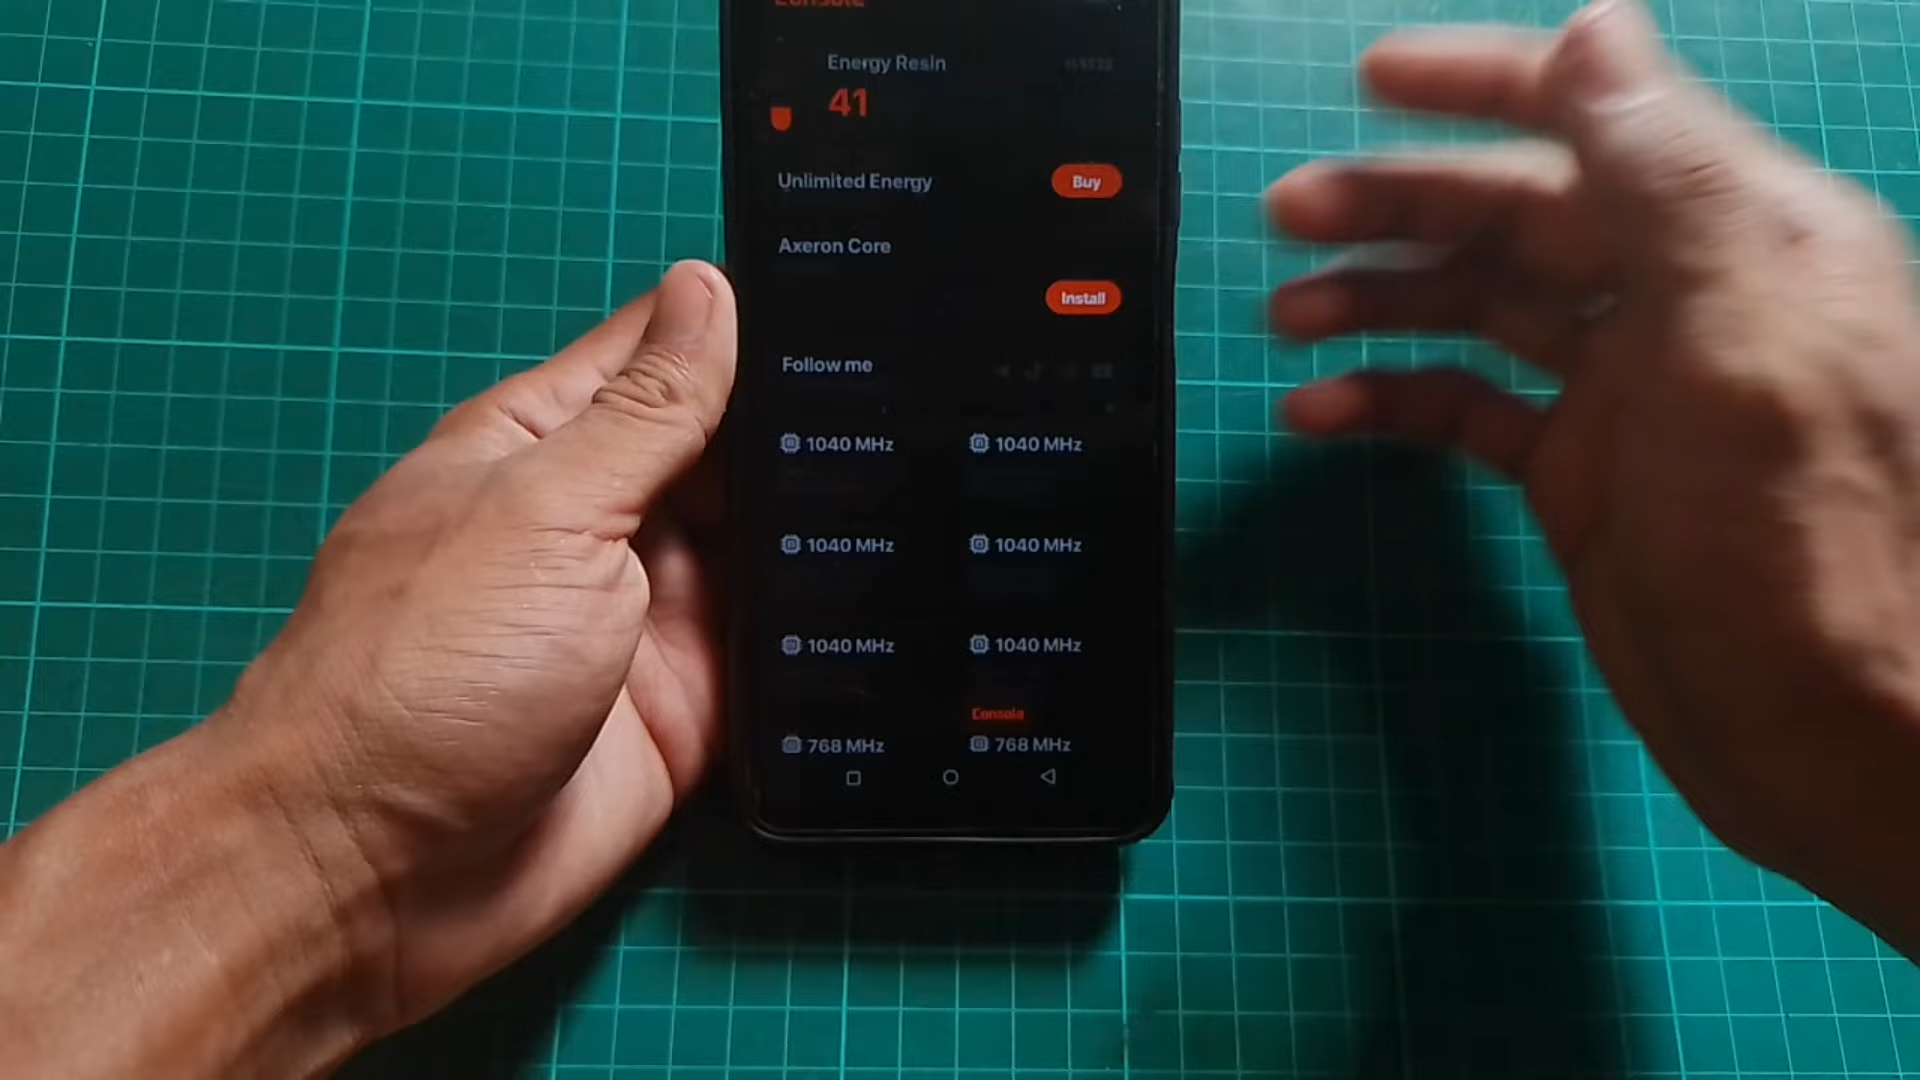 Console
Energy Resin
41
Unlimited Energy Buy
Axeron Core
Install
Follow me
1040 MHz 1040 MHz
1040 MHz 1040 MHz
1040 MHz 1040 MHz
Console
768 MHz 768 MHz